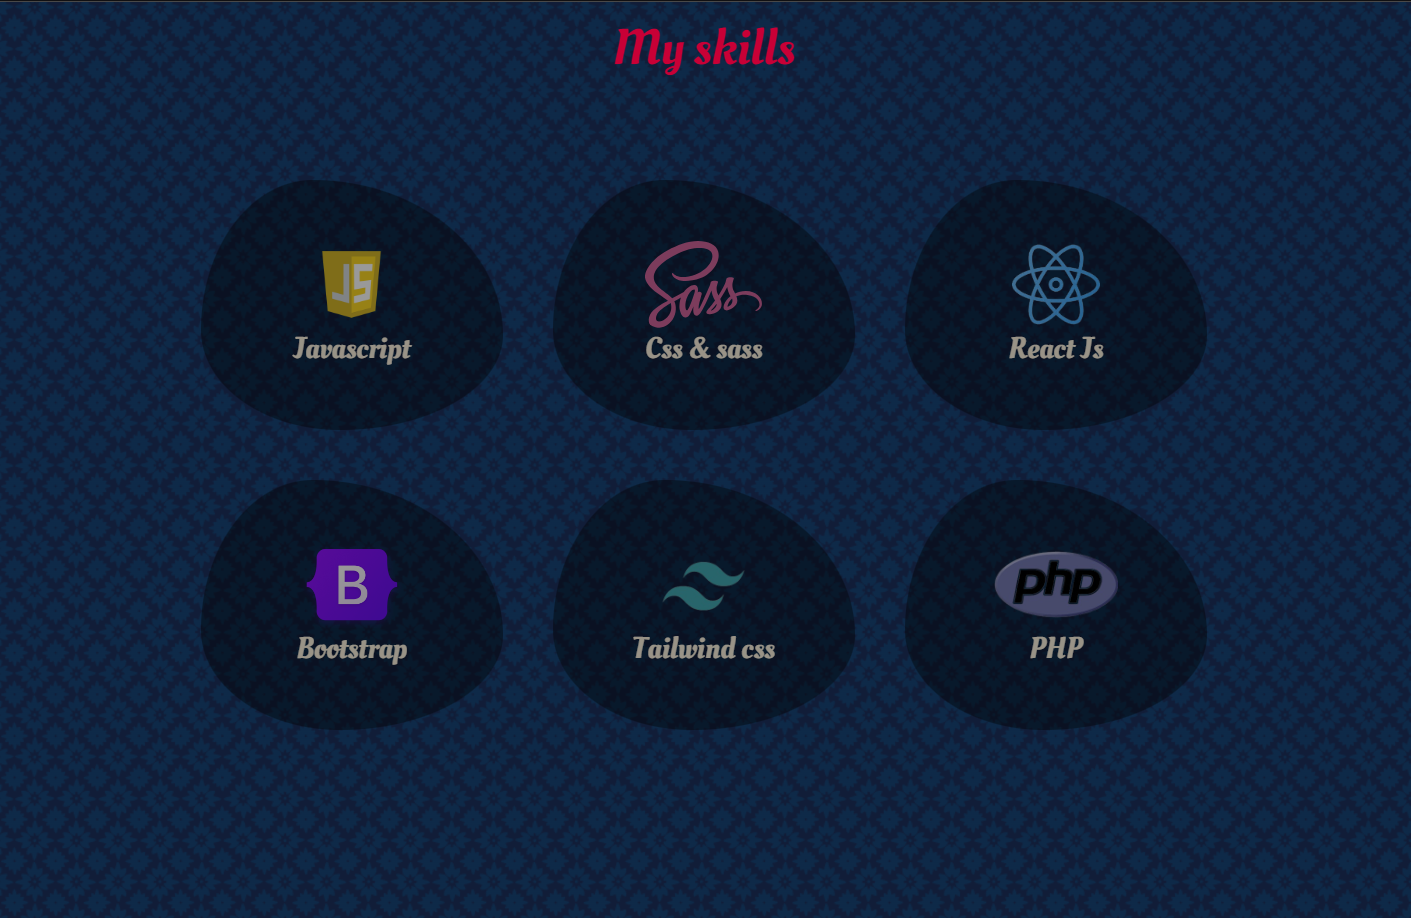 My skills
JS
Sass
Javascript
Css & sass
React Js
B
php
Bootstrap
Tailwind css
PHP